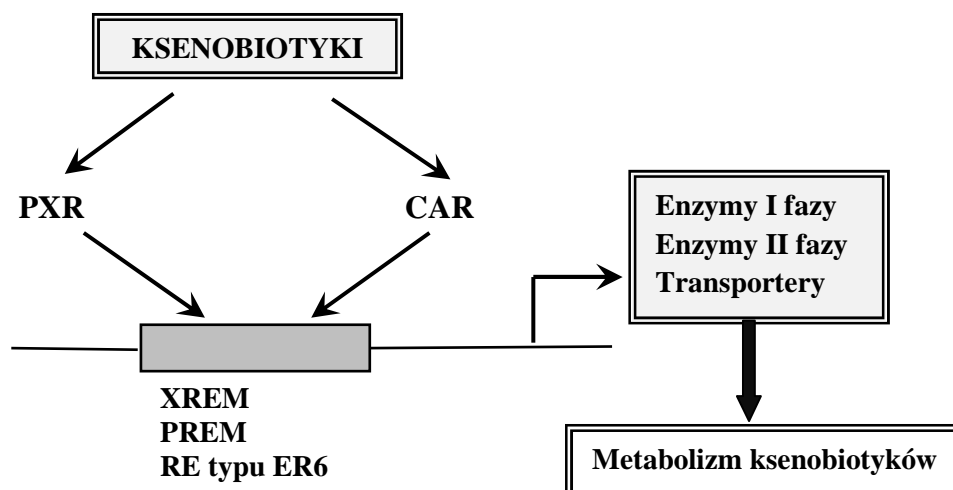 KSENOBIOTYKI
PXR
CAR
Enzymy I fazy
Enzymy II fazy
Transportery
XREM
PREM
RE typu ER6
Metabolizm ksenobiotyków